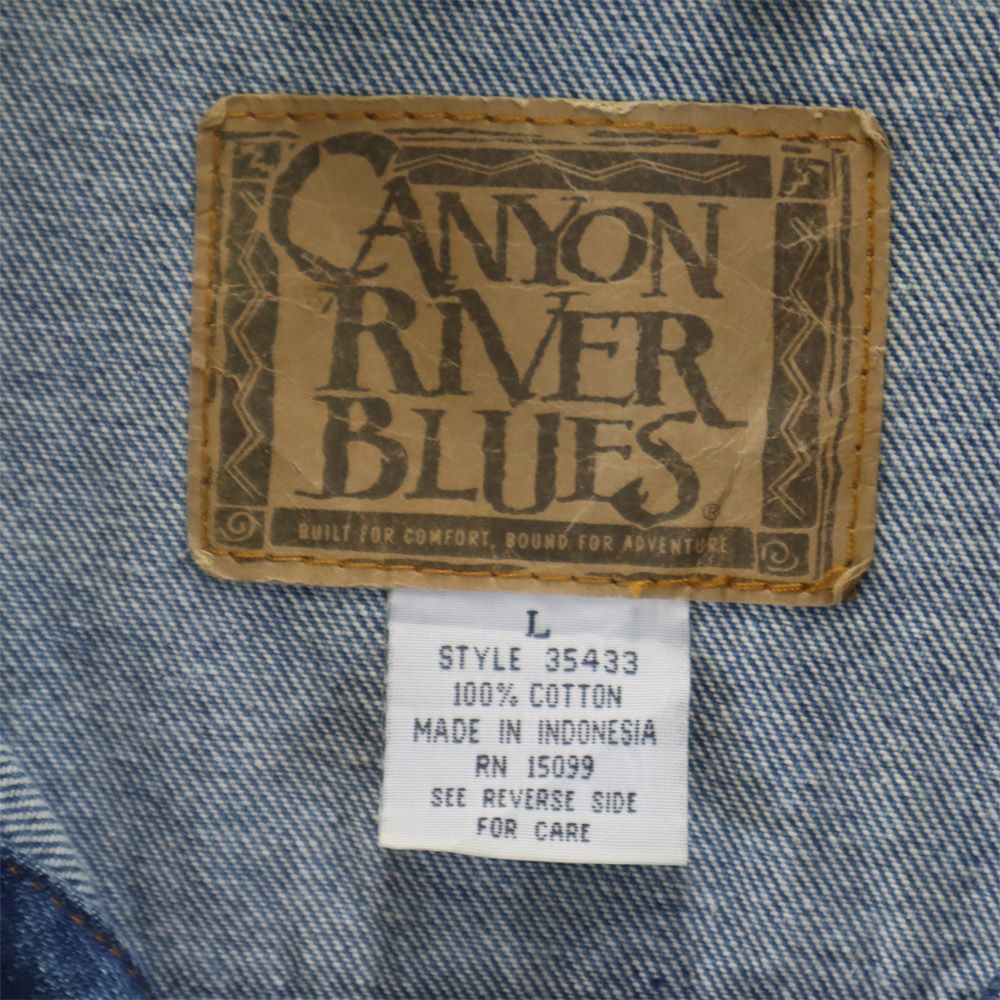 CANYON
RIVER
BLUES®
BUILT FOR COMFORT, BOUND FOR ADVENTURE
L
STYLE 35433
100% COTTON
MADE IN INDONESIA
RN 15099
SEE REVERSE SIDE
FOR CARE